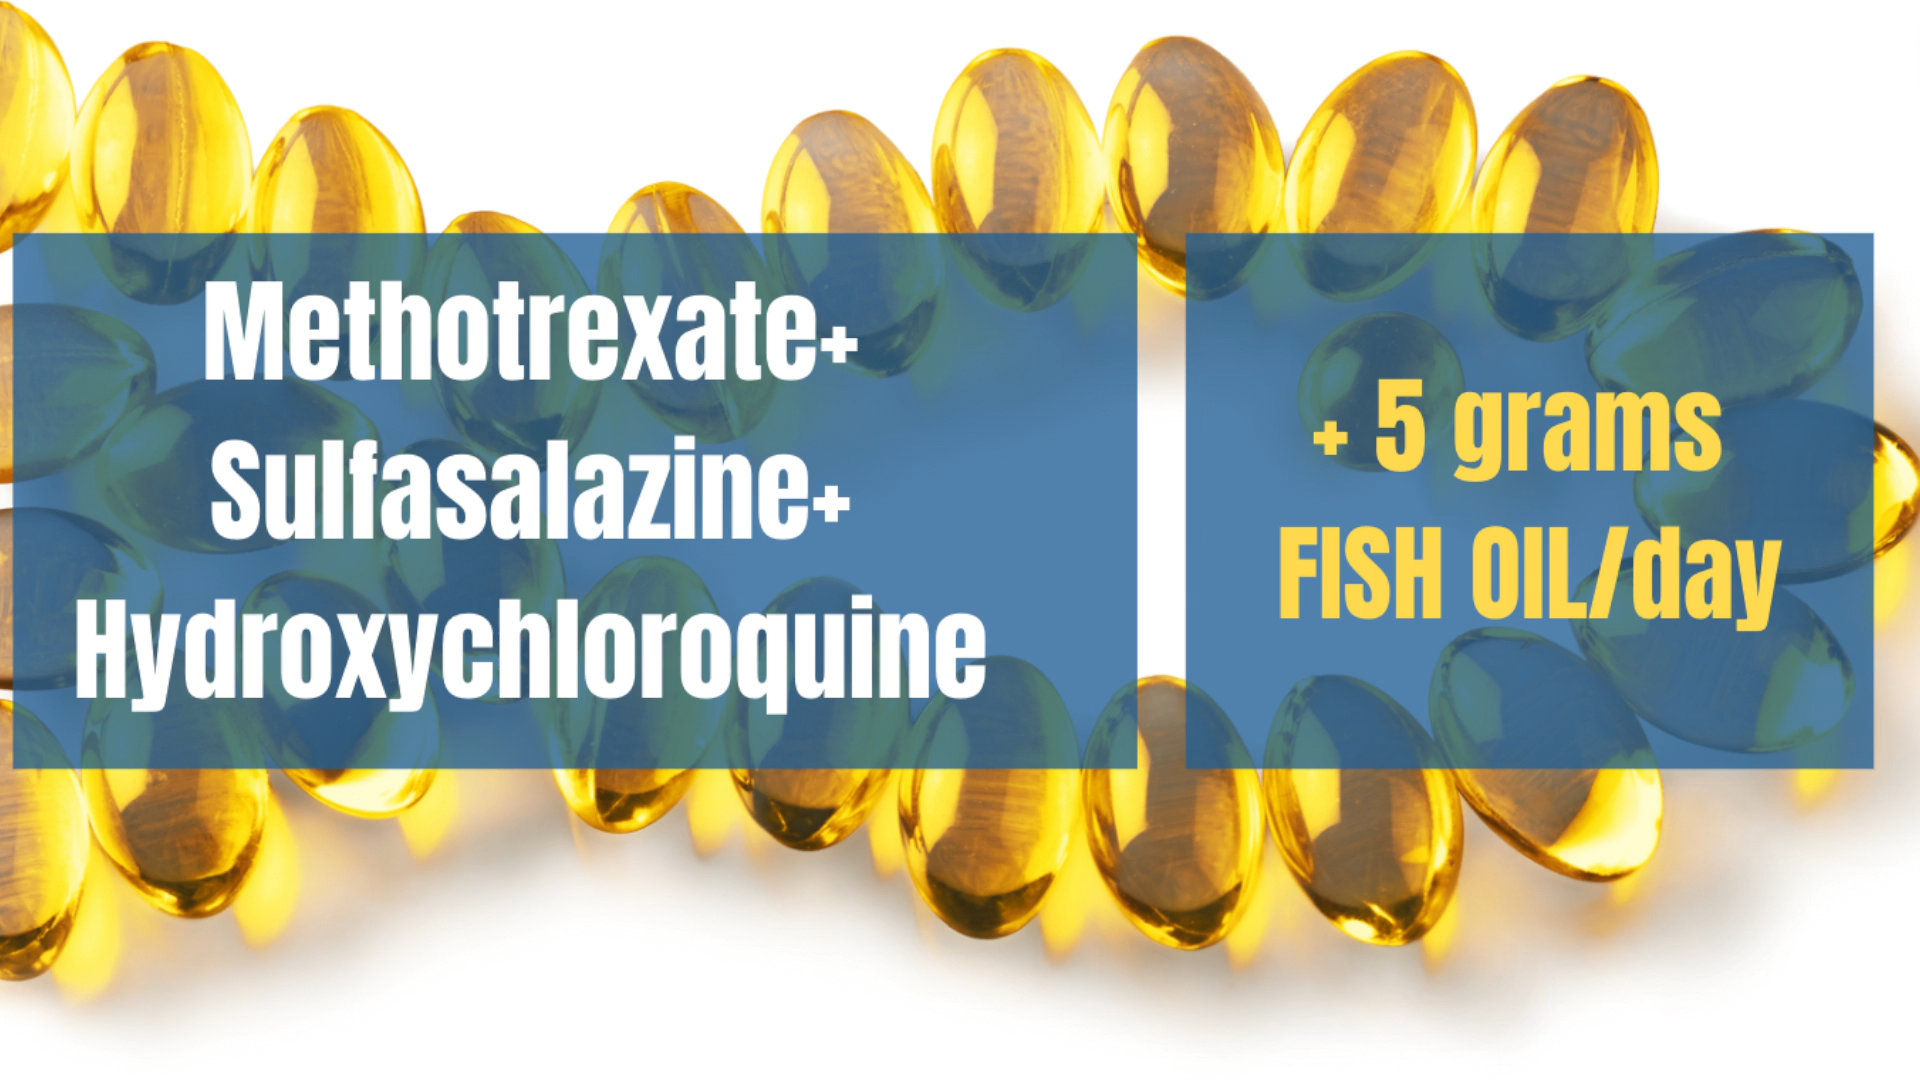 Methotrexate+
Sulfasalazine+
Hydroxychloroquine
+ 5 grams
FISH OIL/day